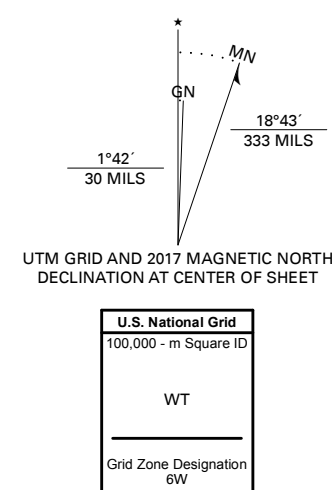 ★
MN
GN
18°43´
333 MILS
1°42´
30 MILS
UTM GRID AND 2017 MAGNETIC NORTH
DECLINATION AT CENTER OF SHEET
U.S. National Grid
100,000 - m Square ID
WT
Grid Zone Designation
6W